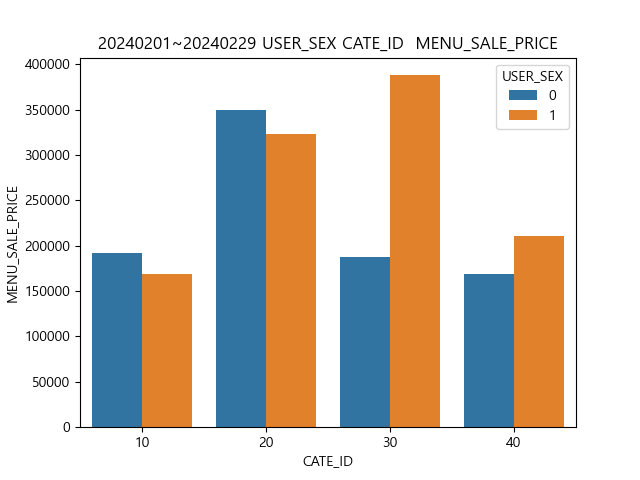 20240201~20240229 USER_SEX CATE_ID  MENU_SALE_PRICE
USER_SEX
0
1
400000
350000
300000
250000
200000
150000
100000
50000
0
MENU_SALE_PRICE
10 20 30 40
CATE_ID